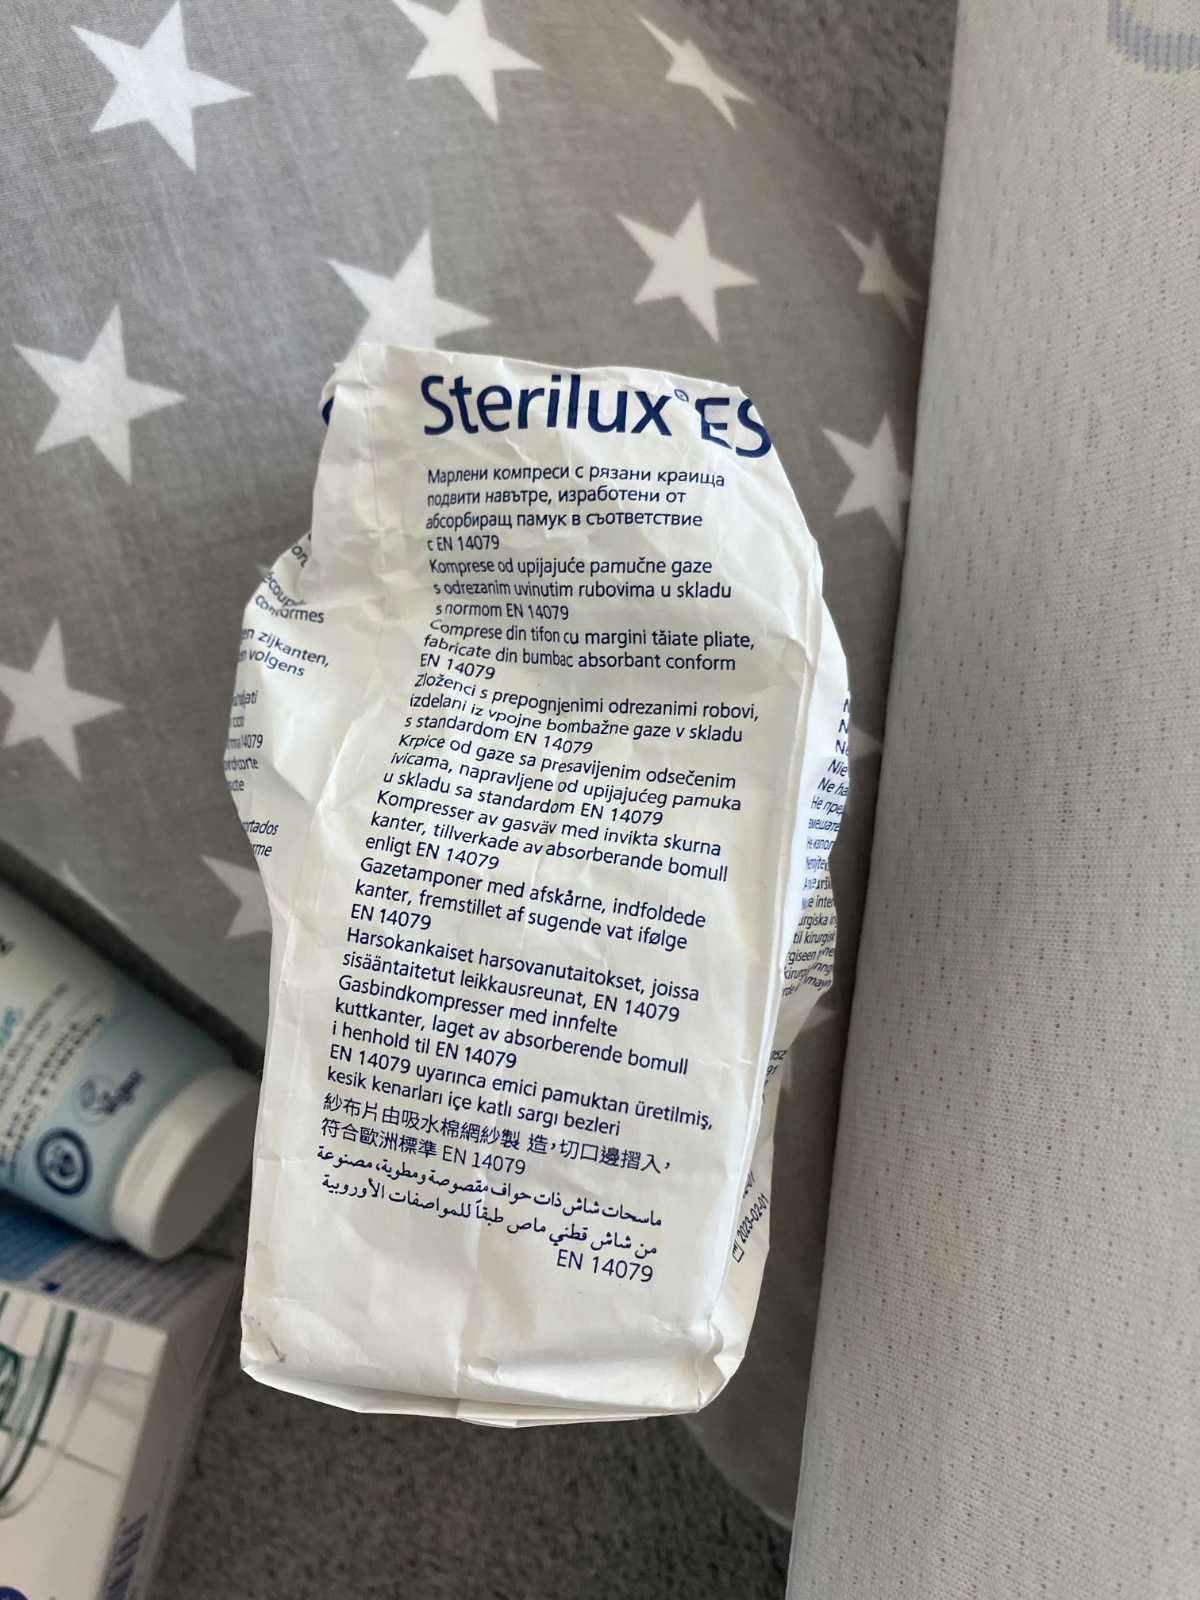 Sterilux® ES
Марлени компреси с рязани краища
подвити навътре, изработени от
абсорбиращ памук в съответствие
с EN 14079
Komprese od upijajuće pamučne gaze
s odrezanim uvinutim rubovima u skladu
s normom EN 14079
Comprese din tifon cu margini tăiate pliate,
fabricate din bumbac absorbant conform
EN 14079
Zloženci s prepognjenimi odrezanimi robovi,
izdelani iz vpojne bombažne gaze v skladu
s standardom EN 14079
Krpice od gaze sa presavijenim odsečenim
ivicama, napravljene od upijajućeg pamuka
u skladu sa standardom EN 14079
Kompresser av gasväv med invikta skurna
kanter, tillverkade av absorberande bomull
enligt EN 14079
Gazetamponer med afskårne, indfoldede
kanter, fremstillet af sugende vat ifølge
EN 14079
Harsokankaiset harsovanutaitokset, joissa
sisääntaitetut leikkausreunat, EN 14079
Gasbindkompresser med innfelte
kuttkanter, laget av absorberende bomull
i henhold til EN 14079
EN 14079 uyarınca emici pamuktan üretilmiş,
kesik kenarları içe katlı sargı bezleri
紗布片由吸水棉網紗製 造，切口邊摺入，
符合歐洲標準 EN 14079
ماسحات شاش ذات حواف مقصوصة ومطوية، مصنوعة
من شاش قطني ماص طبقاً للمواصفات الأوروبية
EN 14079
conformes
zijkanten,
volgens
2023-02-01